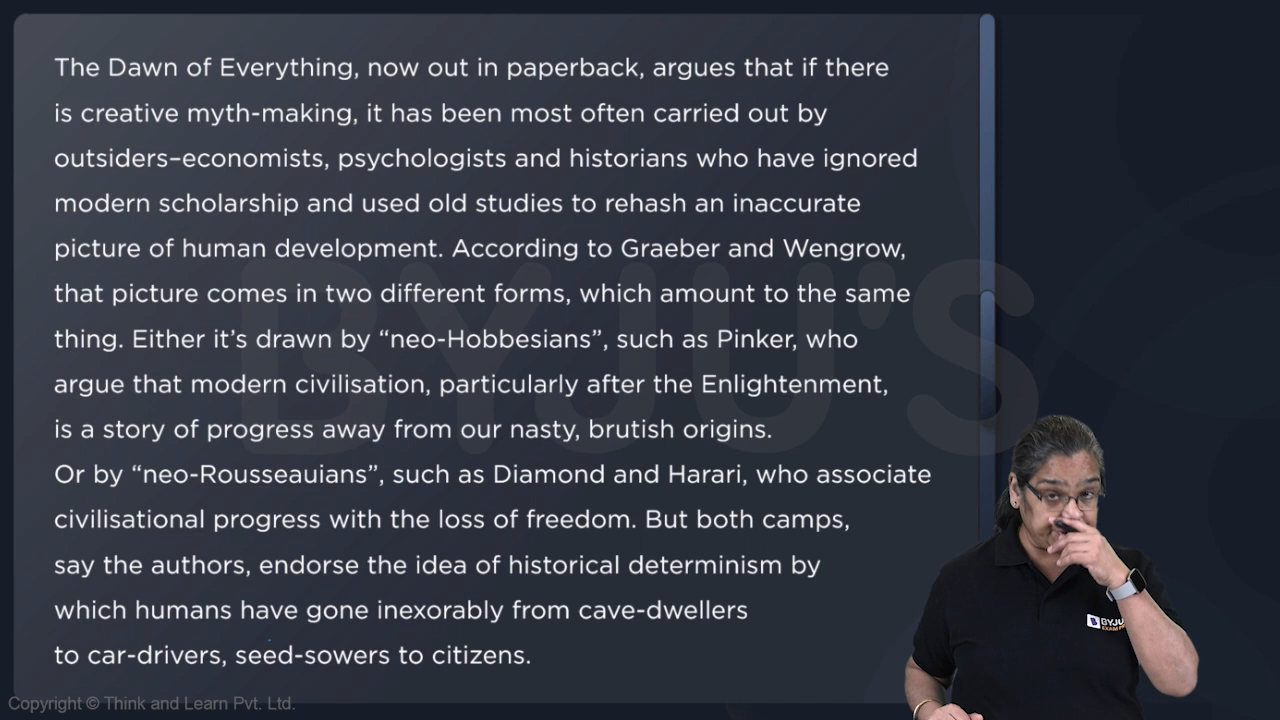 The Dawn of Everything, now out in paperback, argues that if there
is creative myth-making, it has been most often carried out by
outsiders–economists, psychologists and historians who have ignored
modern scholarship and used old studies to rehash an inaccurate
picture of human development. According to Graeber and Wengrow,
that picture comes in two different forms, which amount to the same
thing. Either it’s drawn by “neo-Hobbesians”, such as Pinker, who
argue that modern civilisation, particularly after the Enlightenment,
is a story of progress away from our nasty, brutish origins.
Or by “neo-Rousseauians”, such as Diamond and Harari, who associate
civilisational progress with the loss of freedom. But both camps,
say the authors, endorse the idea of historical determinism by
which humans have gone inexorably from cave-dwellers
to car-drivers, seed-sowers to citizens.
BYJU'S
BYJU
Copyright © Think and Learn Pvt. Ltd.